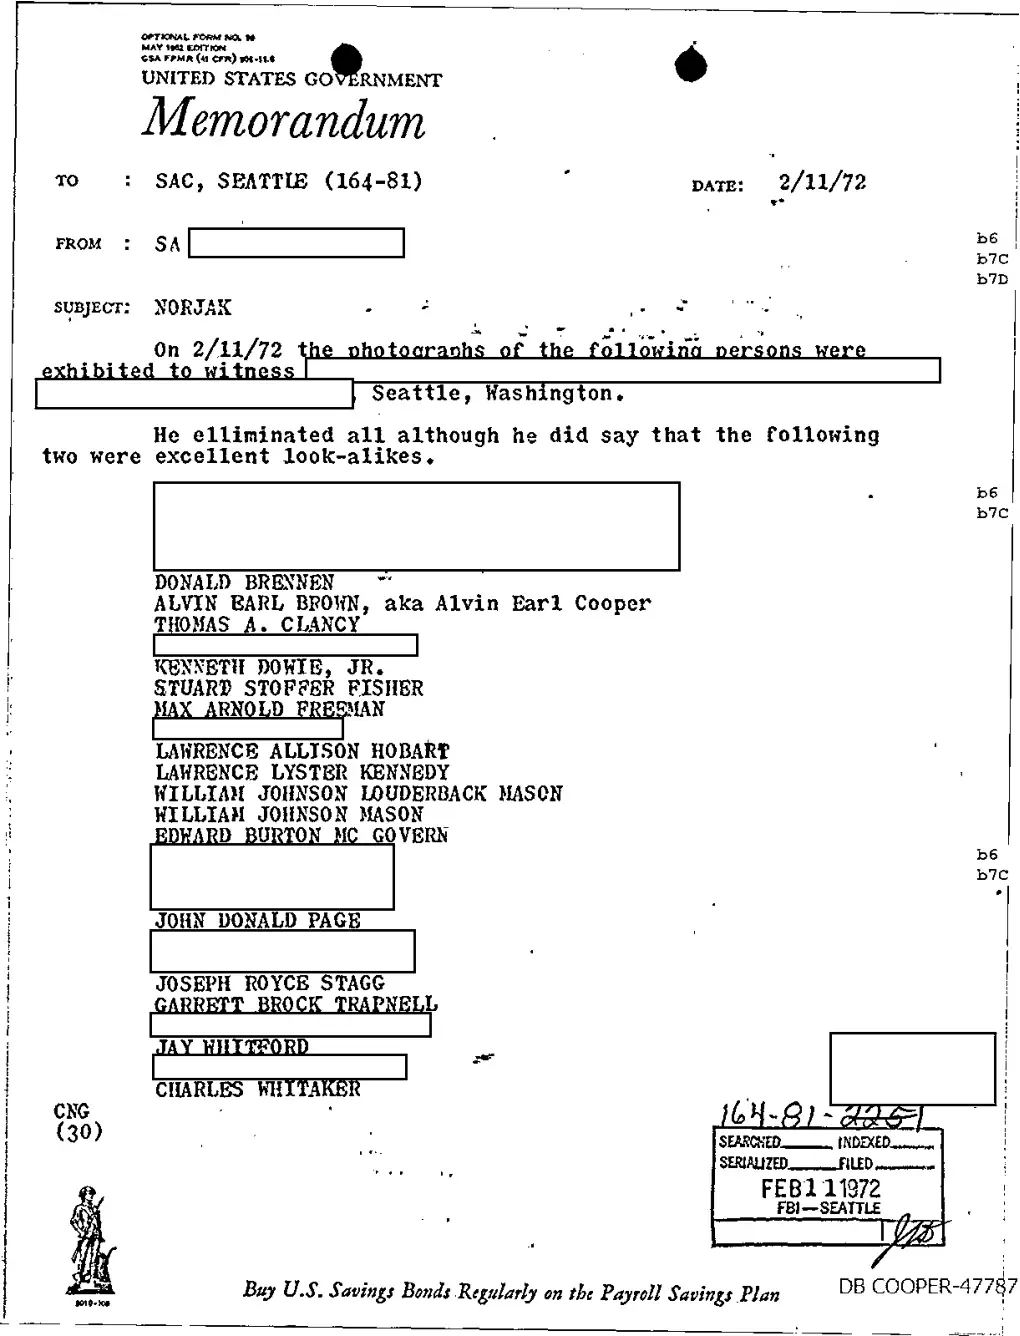 OPTIONAL FORM NO. 10
MAY 1962 EDITION
GSA FPMR (41 CFR) 101-11.6
UNITED STATES GOVERNMENT
Memorandum
TO : SAC, SEATTLE (164-81) DATE: 2/11/72
FROM : SA
b6
b7C
b7D
SUBJECT: NORJAK
On 2/11/72 the photographs of the following persons were
exhibited to witness
, Seattle, Washington.
He elliminated all although he did say that the following
two were excellent look-alikes.
b6
b7C
DONALD BRENNEN
ALVIN EARL BROWN, aka Alvin Earl Cooper
THOMAS A. CLANCY
KENNETH DOWIE, JR.
STUART STOFFER FISHER
MAX ARNOLD FREEMAN
LAWRENCE ALLISON HOBART
LAWRENCE LYSTER KENNEDY
WILLIAM JOHNSON LOUDERBACK MASON
WILLIAM JOHNSON MASON
EDWARD BURTON MC GOVERN
b6
b7C
JOHN DONALD PAGE
JOSEPH ROYCE STAGG
GARRETT BROCK TRAPNELL
JAY WHITFORD
CHARLES WHITAKER
CNG
(30)
164-81-2251
SEARCHED INDEXED
SERIALIZED FILED
FEB 11 1972
FBI—SEATTLE
Buy U.S. Savings Bonds Regularly on the Payroll Savings Plan
DB COOPER-47787